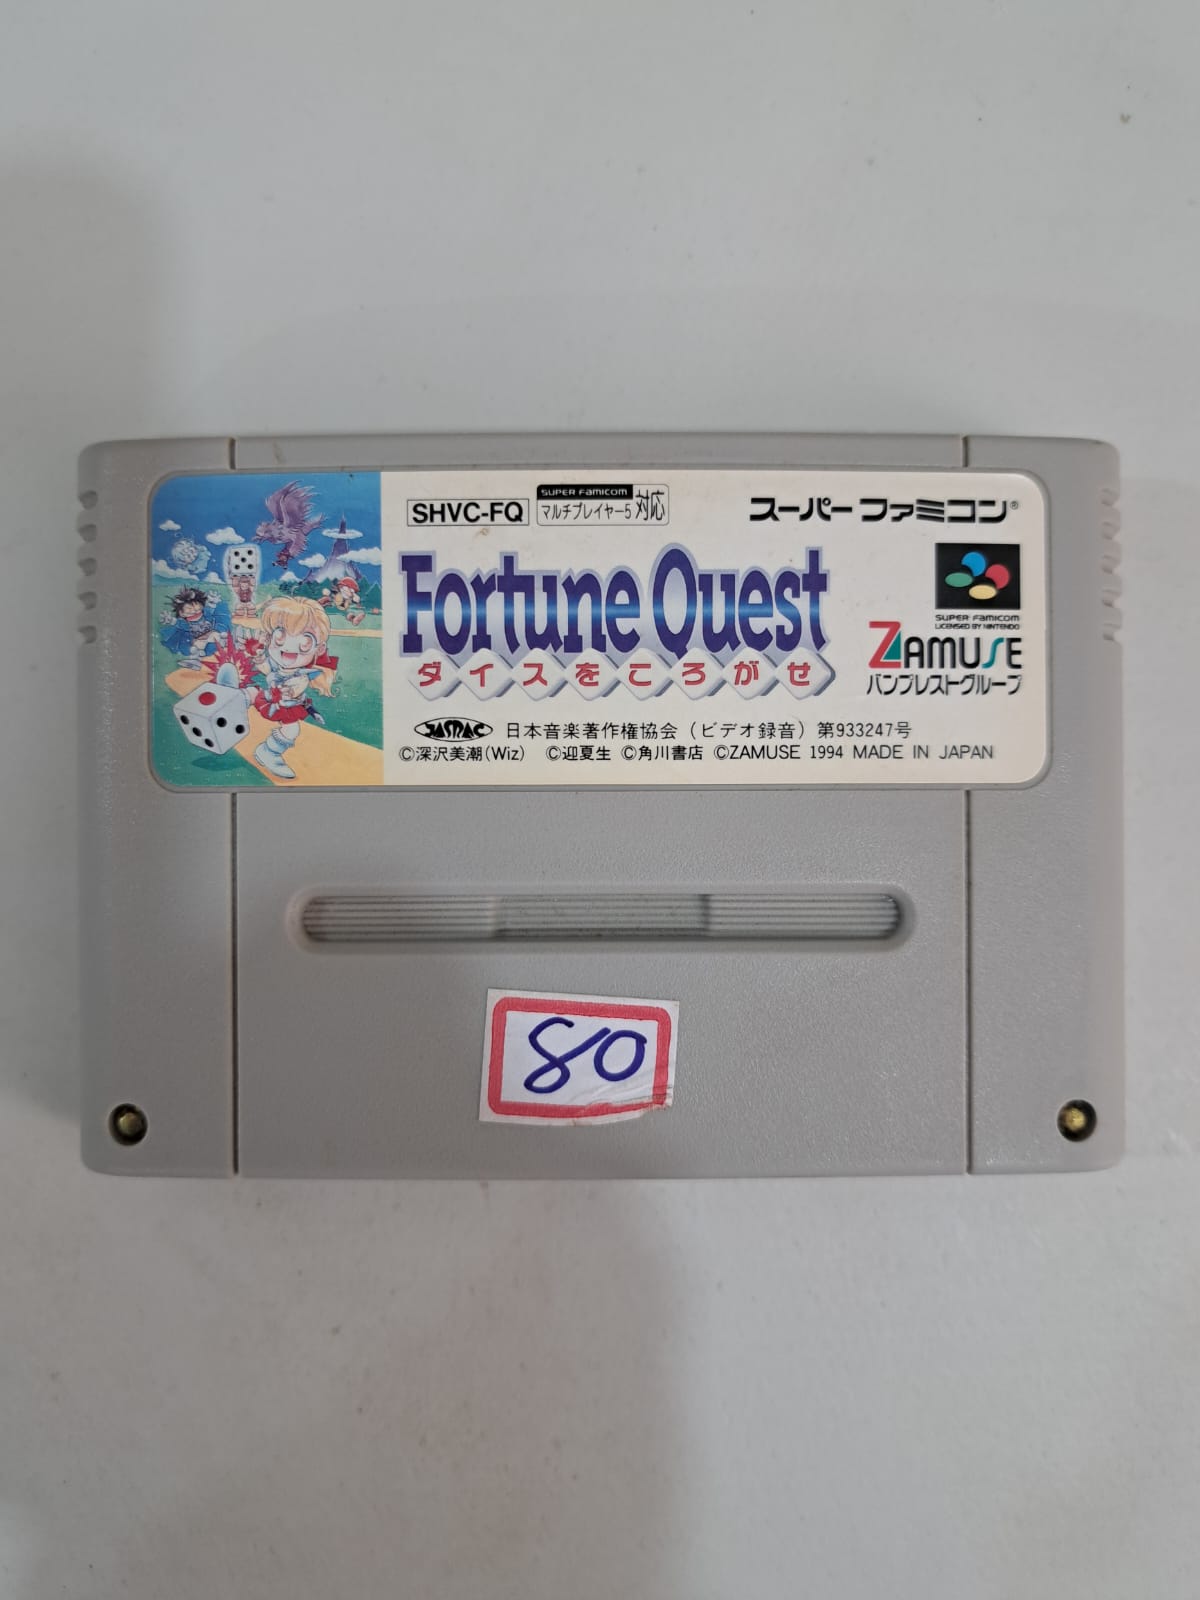 SHVC-FQ
SUPER FAMICOM
マルチプレイヤー5 対応
スーパーファミコン®
Fortune Quest
ダイスをころがせ
SUPER FAMICOM
LICENSED BY NINTENDO
ZAMUSE
バンプレストグループ
JASRAC 日本音楽著作権協会(ビデオ録音)第933247号
©深沢美潮(Wiz) ©迎夏生 ©角川書店 ©ZAMUSE 1994 MADE IN JAPAN
80